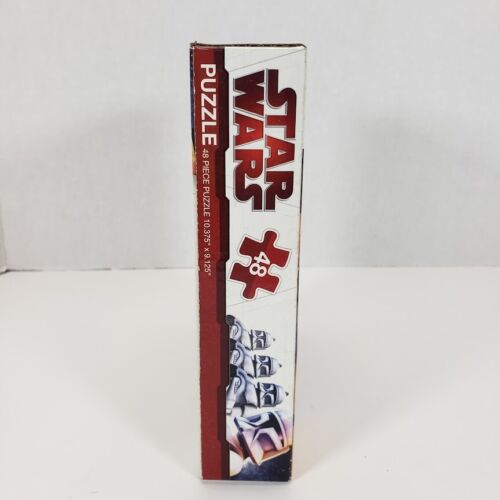 STAR
WARS
48
PUZZLE 48 PIECE PUZZLE 10.375" x 9.125"